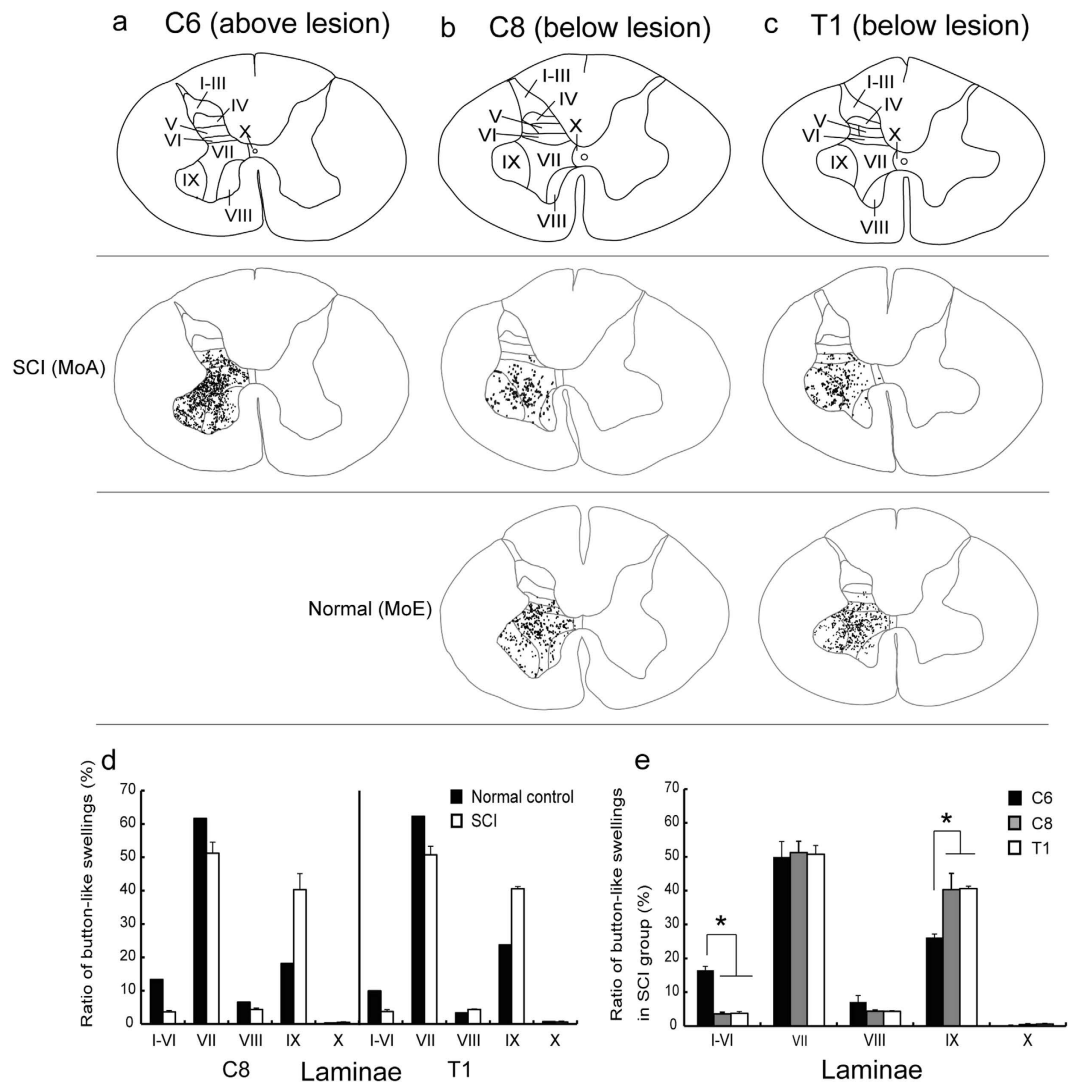 a C6 (above lesion) b C8 (below lesion) c T1 (below lesion)
I-III
IV
V
VI
VII
X
IX
VIII
I-III
IV
V
VI
X
VII
IX
VIII
I-III
IV
V
VI
X
VII
IX
VIII
SCI (MoA)
Normal (MoE)
d
Ratio of button-like swellings (%)
70
60
50
40
30
20
10
0
Normal control
SCI
I-VI VII VIII IX X I-VI VII VIII IX X
C8 Laminae T1
e
Ratio of button-like swellings
in SCI group (%)
70
60
50
40
30
20
10
0
C6
C8
T1
*
*
I-VI VII VIII IX X
Laminae